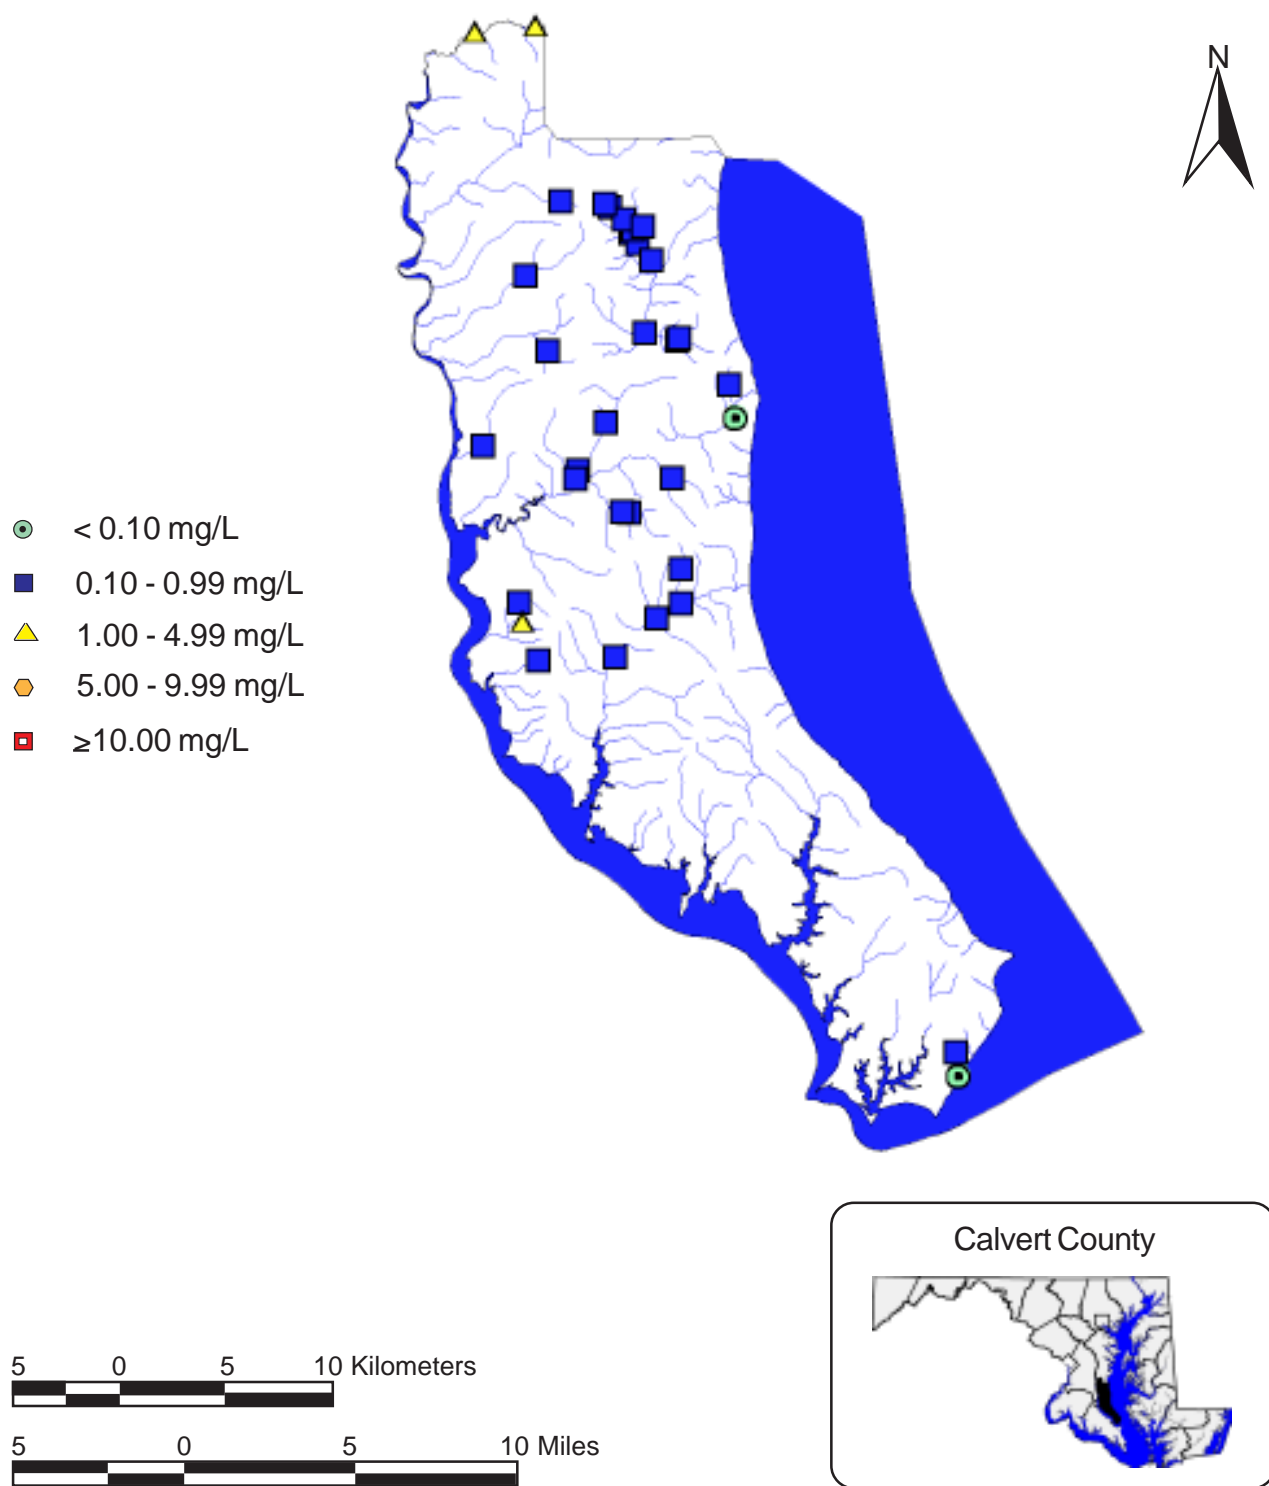 N
< 0.10 mg/L
0.10 - 0.99 mg/L
1.00 - 4.99 mg/L
5.00 - 9.99 mg/L
≥10.00 mg/L
Calvert County
5 0 5 10 Kilometers
5 0 5 10 Miles